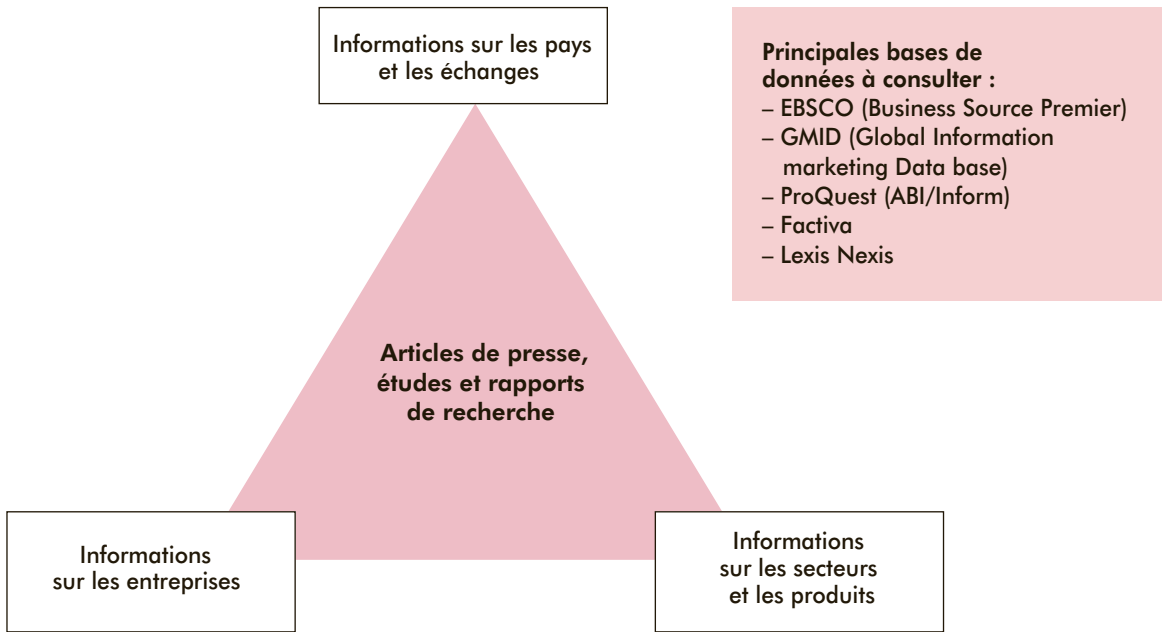 Informations sur les pays
et les échanges
Principales bases de
données à consulter :
– EBSCO (Business Source Premier)
– GMID (Global Information
marketing Data base)
– ProQuest (ABI/Inform)
– Factiva
– Lexis Nexis
Articles de presse,
études et rapports
de recherche
Informations
sur les entreprises
Informations
sur les secteurs
et les produits